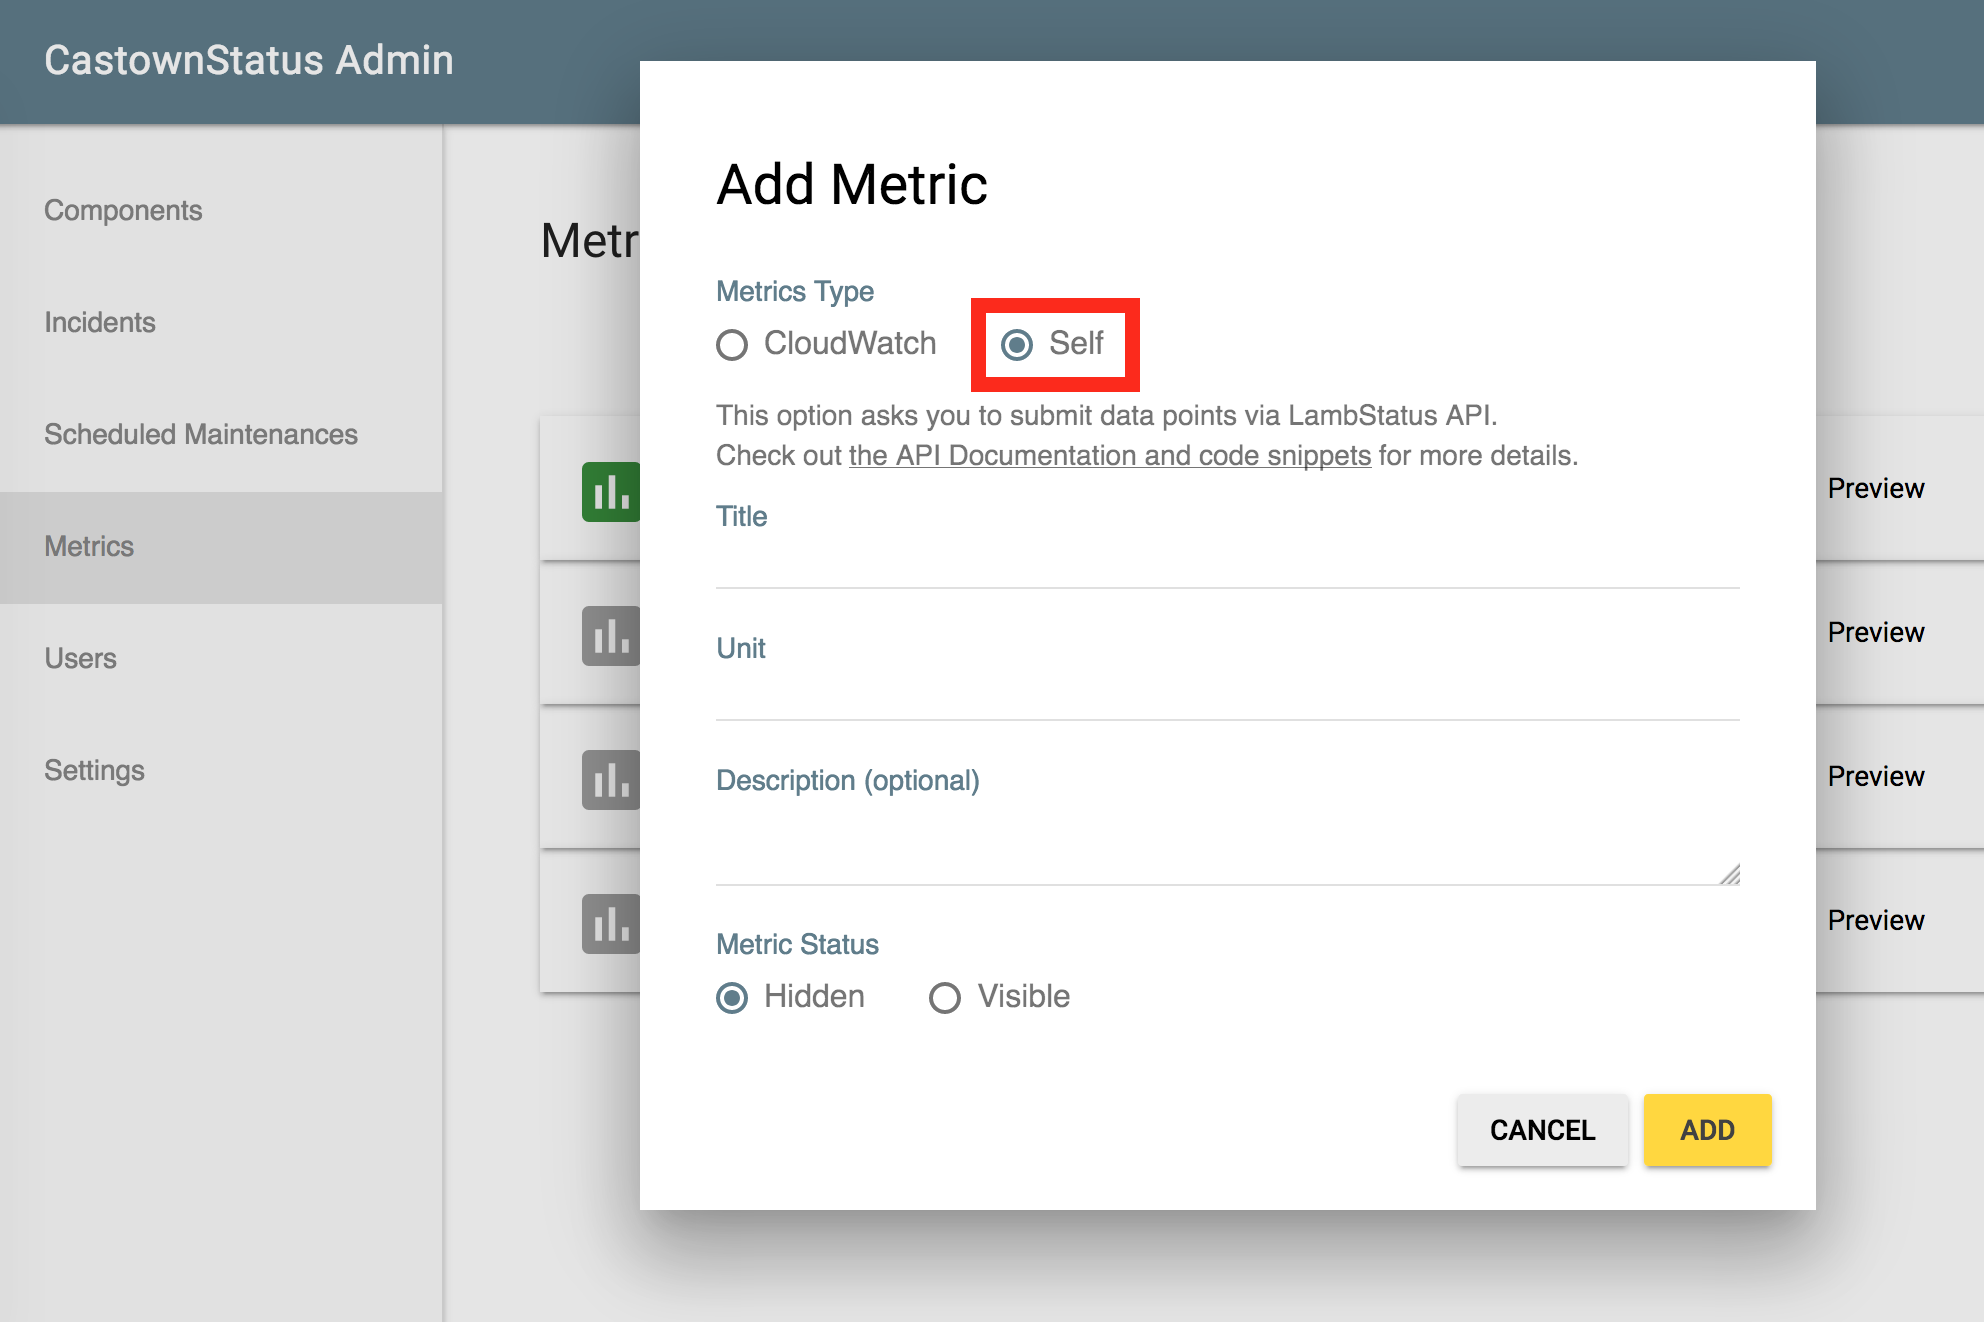 CastownStatus Admin
Components
Incidents
Scheduled Maintenances
Metrics
Users
Settings
Metr
Add Metric
Metrics Type
CloudWatch
Self
This option asks you to submit data points via LambStatus API.
Check out the API Documentation and code snippets for more details.
Title
Unit
Description (optional)
Metric Status
Hidden
Visible
CANCEL
ADD
Preview
Preview
Preview
Preview